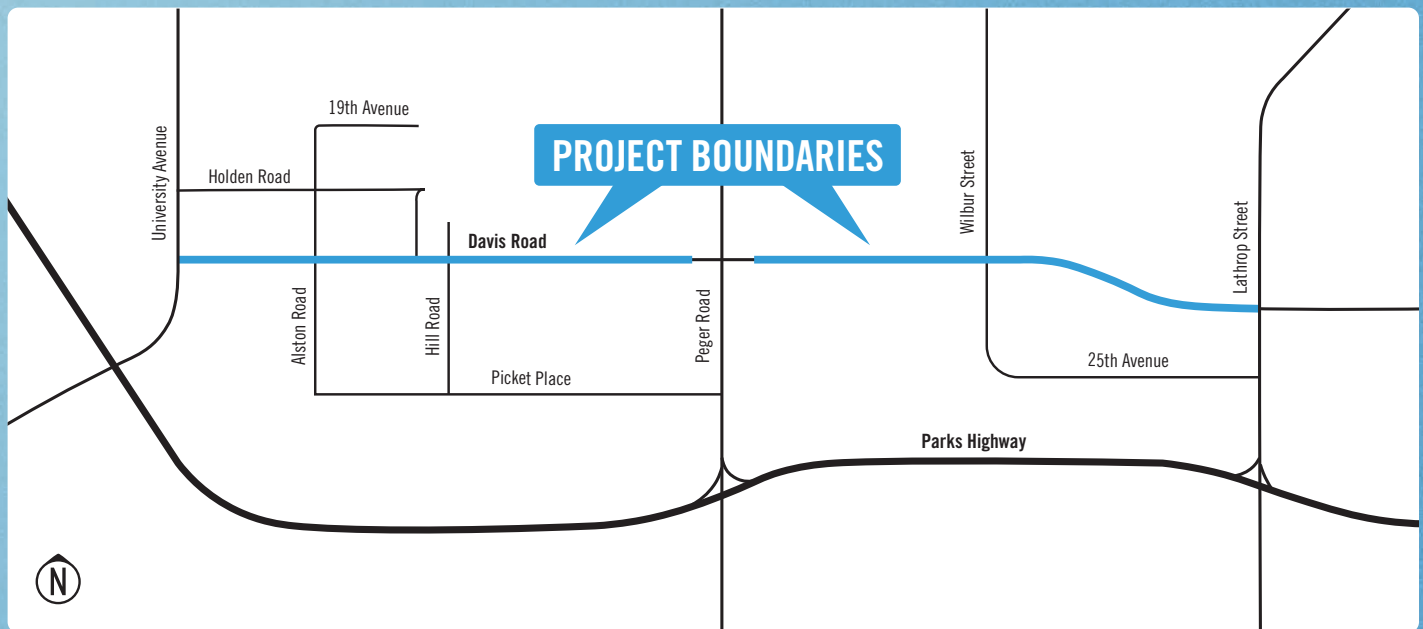 19th Avenue
University Avenue
PROJECT BOUNDARIES
Holden Road
Wilbur Street
Davis Road
Lathrop Street
Alston Road
Hill Road
Peger Road
Picket Place
25th Avenue
Parks Highway
N